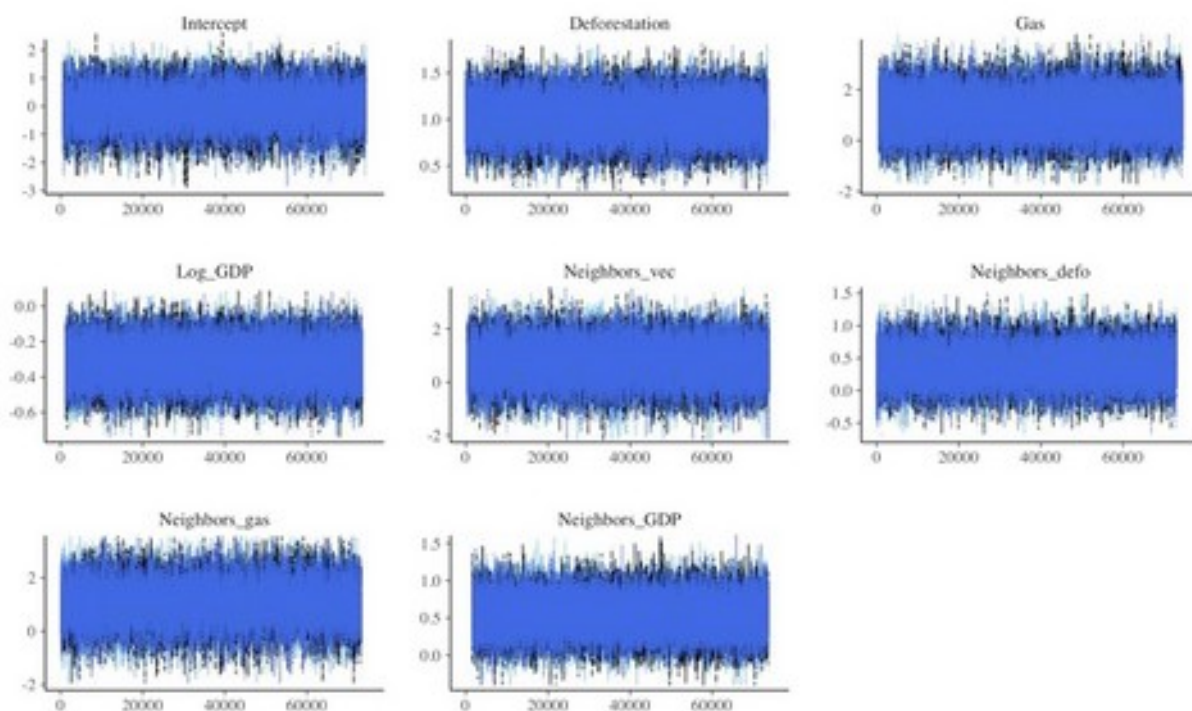 Intercept Deforestation Gas
2 1 0 -1 -2 -3
1.5 1.0 0.5
2 0 -2
0 20000 40000 60000
0 20000 40000 60000
0 20000 40000 60000
Log_GDP Neighbors_vec Neighbors_defo
0.0 -0.2 -0.4 -0.6
2 0 -2
1.5 1.0 0.5 0.0 -0.5
0 20000 40000 60000
0 20000 40000 60000
0 20000 40000 60000
Neighbors_gas Neighbors_GDP
2 0 -2
1.5 1.0 0.5 0.0
0 20000 40000 60000
0 20000 40000 60000